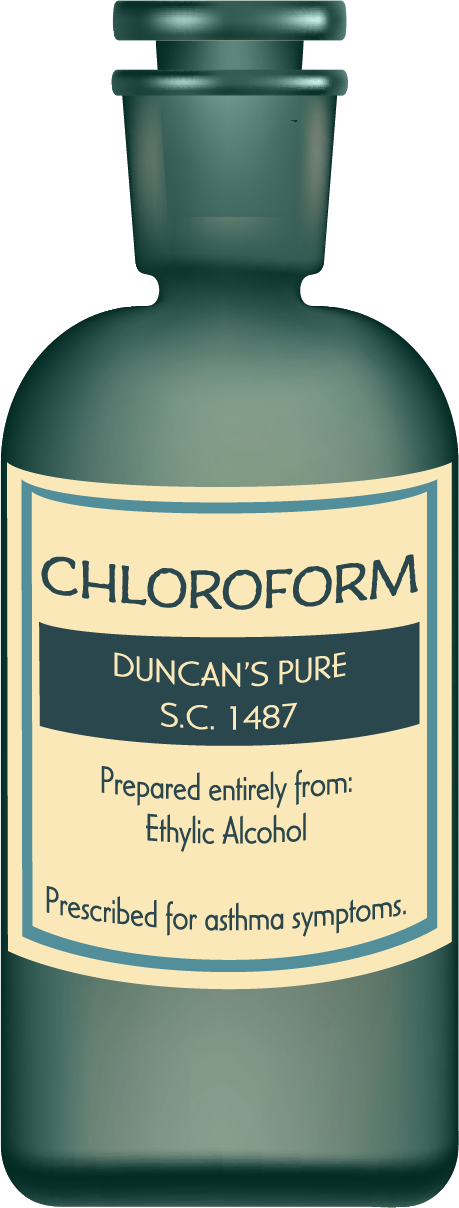 CHLOROFORM
DUNCAN'S PURE
S.C. 1487
Prepared entirely from:
Ethylic Alcohol
Prescribed for asthma symptoms.